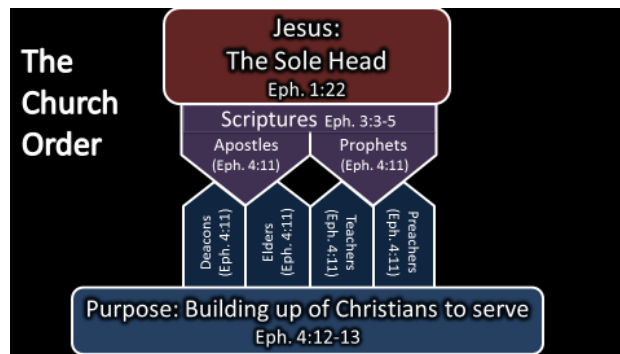 The
Church
Order
Jesus:
The Sole Head
Eph. 1:22
Scriptures Eph. 3:3-5
Apostles
(Eph. 4:11)
Prophets
(Eph. 4:11)
Deacons
(Eph. 4:11)
Elders
(Eph. 4:11)
Teachers
(Eph. 4:11)
Preachers
(Eph. 4:11)
Purpose: Building up of Christians to serve
Eph. 4:12-13